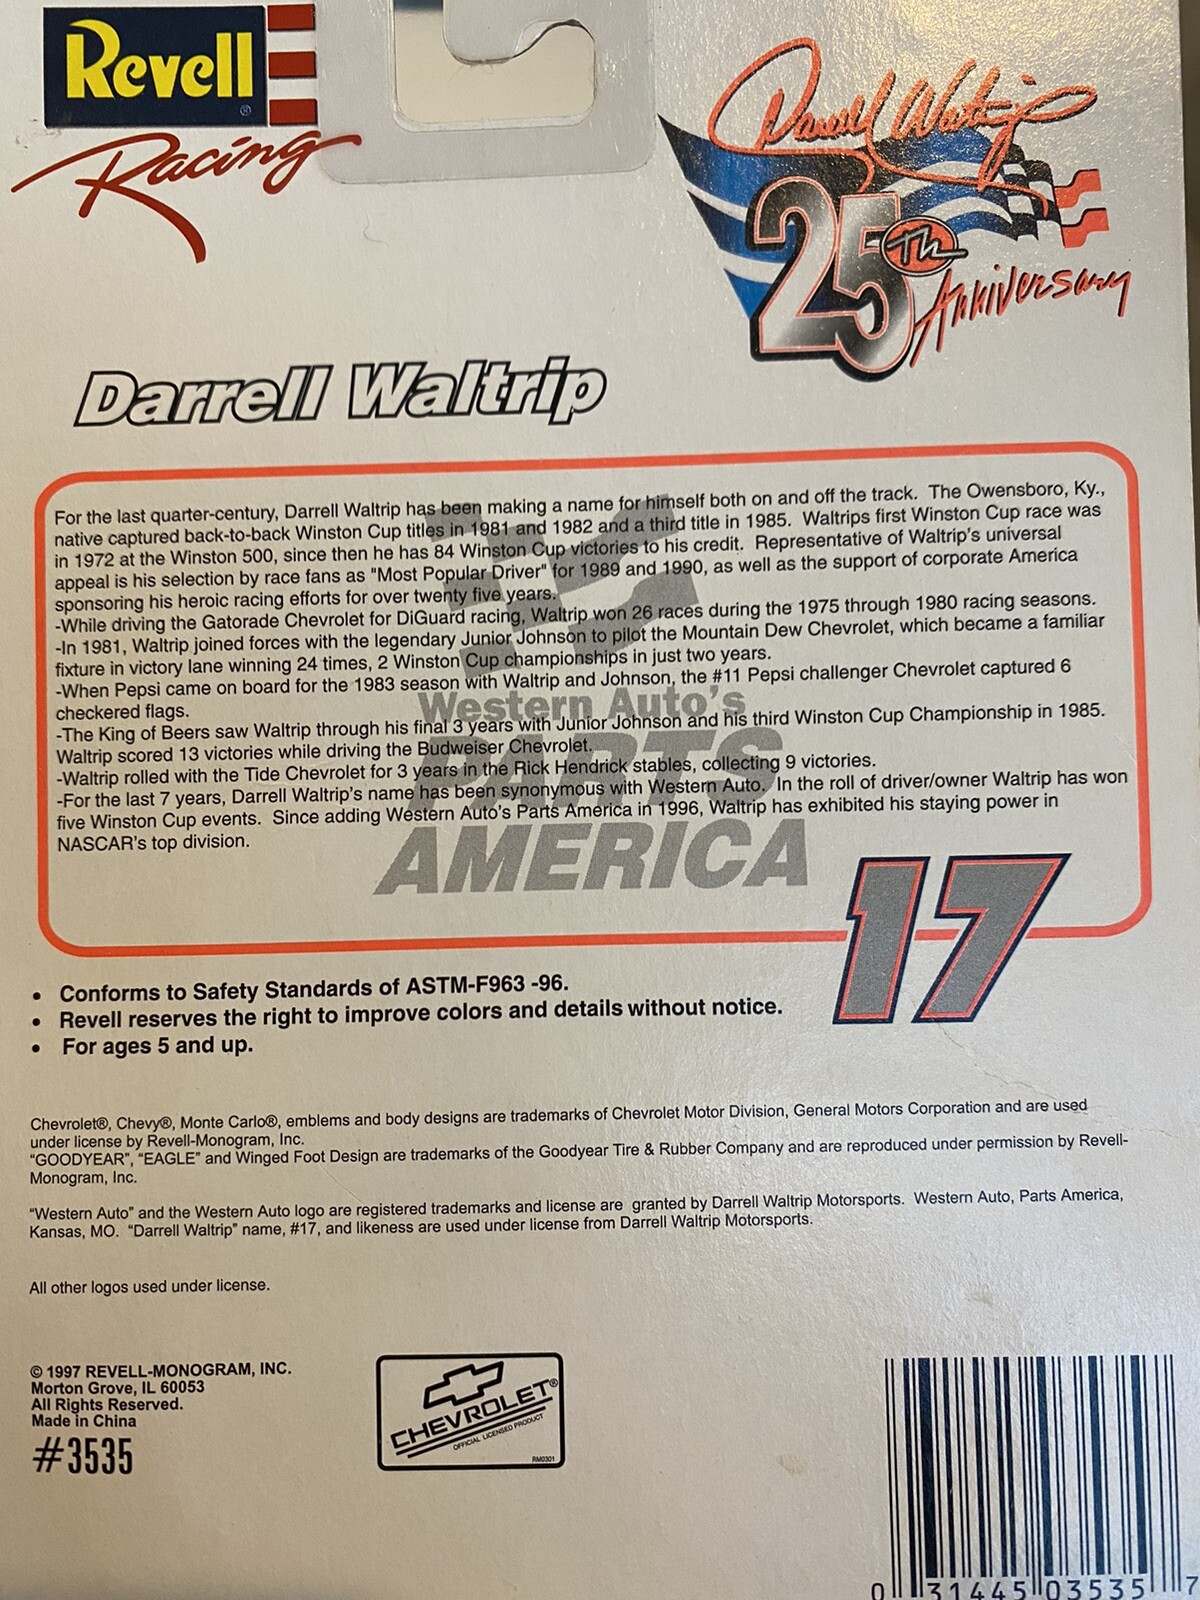 Revell®
Racing
Darrell Waltrip
25th
Anniversary
Darrell Waltrip
For the last quarter-century, Darrell Waltrip has been making a name for himself both on and off the track. The Owensboro, Ky.,
native captured back-to-back Winston Cup titles in 1981 and 1982 and a third title in 1985. Waltrips first Winston Cup race was
in 1972 at the Winston 500, since then he has 84 Winston Cup victories to his credit. Representative of Waltrip's universal
appeal is his selection by race fans as "Most Popular Driver" for 1989 and 1990, as well as the support of corporate America
sponsoring his heroic racing efforts for over twenty five years.
-While driving the Gatorade Chevrolet for DiGuard racing, Waltrip won 26 races during the 1975 through 1980 racing seasons.
-In 1981, Waltrip joined forces with the legendary Junior Johnson to pilot the Mountain Dew Chevrolet, which became a familiar
fixture in victory lane winning 24 times, 2 Winston Cup championships in just two years.
-When Pepsi came on board for the 1983 season with Waltrip and Johnson, the #11 Pepsi challenger Chevrolet captured 6
checkered flags.
-The King of Beers saw Waltrip through his final 3 years with Junior Johnson and his third Winston Cup Championship in 1985.
Waltrip scored 13 victories while driving the Budweiser Chevrolet.
-Waltrip rolled with the Tide Chevrolet for 3 years in the Rick Hendrick stables, collecting 9 victories.
-For the last 7 years, Darrell Waltrip's name has been synonymous with Western Auto. In the roll of driver/owner Waltrip has won
five Winston Cup events. Since adding Western Auto's Parts America in 1996, Waltrip has exhibited his staying power in
NASCAR's top division.
Western Auto's
PARTS
AMERICA
17
• Conforms to Safety Standards of ASTM-F963 -96.
• Revell reserves the right to improve colors and details without notice.
• For ages 5 and up.
Chevrolet®, Chevy®, Monte Carlo®, emblems and body designs are trademarks of Chevrolet Motor Division, General Motors Corporation and are used
under license by Revell-Monogram, Inc.
"GOODYEAR", "EAGLE" and Winged Foot Design are trademarks of the Goodyear Tire & Rubber Company and are reproduced under permission by Revell-
Monogram, Inc.
"Western Auto" and the Western Auto logo are registered trademarks and license are granted by Darrell Waltrip Motorsports. Western Auto, Parts America,
Kansas, MO. "Darrell Waltrip" name, #17, and likeness are used under license from Darrell Waltrip Motorsports.
All other logos used under license.
© 1997 REVELL-MONOGRAM, INC.
Morton Grove, IL 60053
All Rights Reserved.
Made in China
#3535
CHEVROLET®
OFFICIAL LICENSED PRODUCT
RM0301
0 31445 03535 7